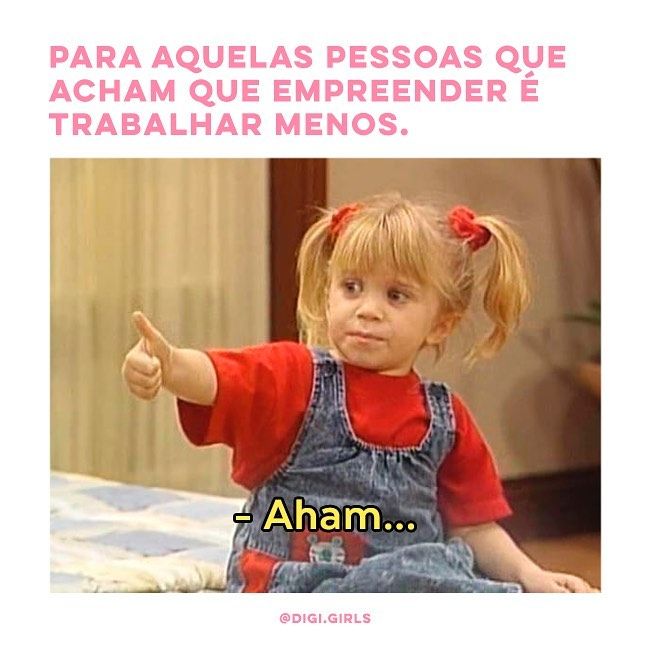 PARA AQUELAS PESSOAS QUE
ACHAM QUE EMPREENDER É
TRABALHAR MENOS.
- Aham...
@DIGI.GIRLS